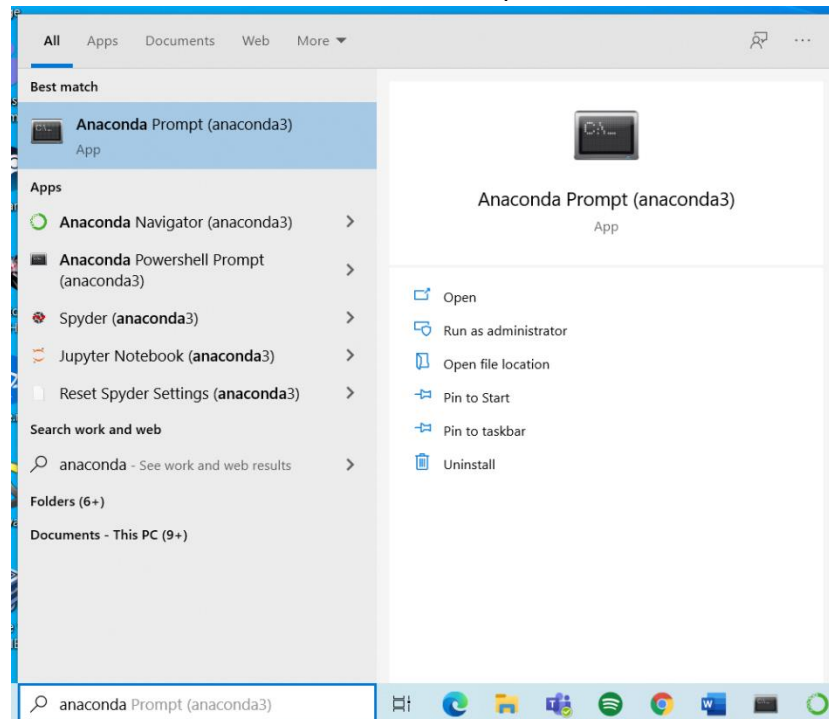 All Apps Documents Web More
Best match
Anaconda Prompt (anaconda3)
App
Apps
Anaconda Navigator (anaconda3)
Anaconda Powershell Prompt
(anaconda3)
Spyder (anaconda3)
Jupyter Notebook (anaconda3)
Reset Spyder Settings (anaconda3)
Search work and web
anaconda - See work and web results
Folders (6+)
Documents - This PC (9+)
Anaconda Prompt (anaconda3)
App
Open
Run as administrator
Open file location
Pin to Start
Pin to taskbar
Uninstall
anaconda Prompt (anaconda3)